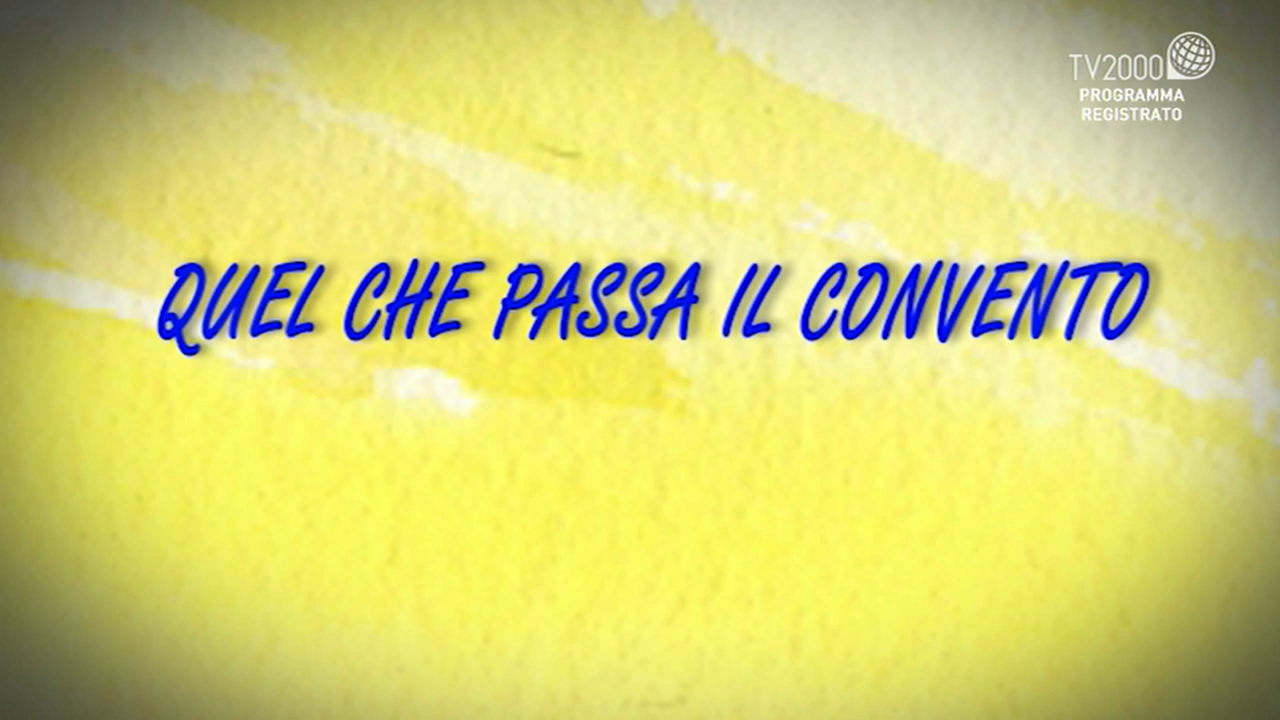 TV2000
PROGRAMMA
REGISTRATO
QUEL CHE PASSA IL CONVENTO